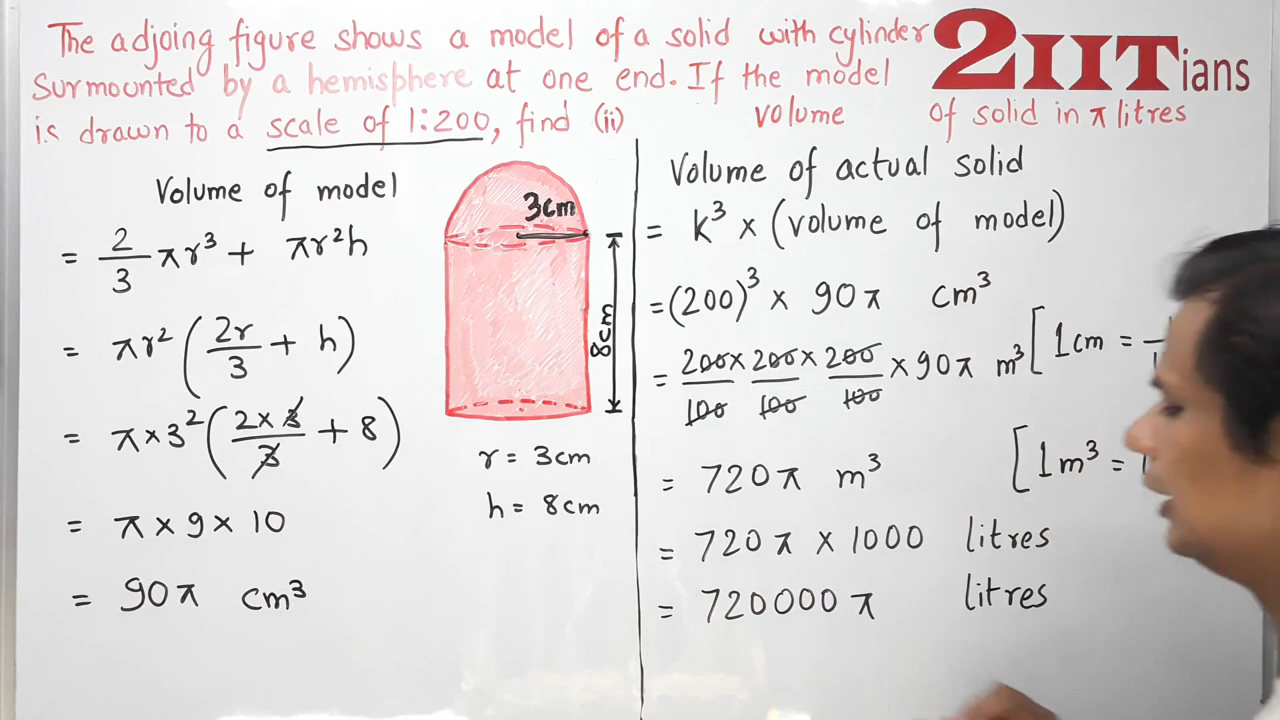 The adjoing figure shows a model of a solid with cylinder
surmounted by a hemisphere at one end. If the model
is drawn to a scale of 1:200, find (ii) volume of solid in π litres
2IITians
Volume of model
= 2/3 πr³ + πr²h
= πr² (2r/3 + h)
= π×3² (2×3/3 + 8)
= π × 9 × 10
= 90π cm³
3cm
8cm
r = 3cm
h = 8cm
Volume of actual solid
= k³ × (volume of model)
= (200)³ × 90π cm³
= 200×/100 200×/100 200/100 × 90π m³ [1cm =
= 720π m³ [1m³ =
= 720π × 1000 litres
= 720000π litres